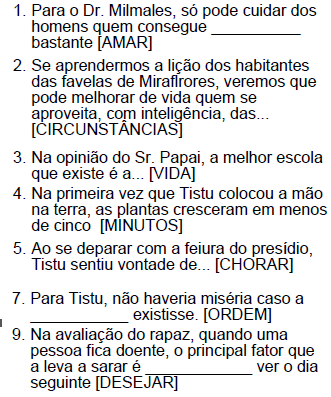 1. Para o Dr. Milmales, só pode cuidar dos
homens quem consegue __________
bastante [AMAR]
2. Se aprendermos a lição dos habitantes
das favelas de Miraflrores, veremos que
pode melhorar de vida quem se
aproveita, com inteligência, das...
[CIRCUNSTÂNCIAS]
3. Na opinião do Sr. Papai, a melhor escola
que existe é a... [VIDA]
4. Na primeira vez que Tistu colocou a mão
na terra, as plantas cresceram em menos
de cinco [MINUTOS]
5. Ao se deparar com a feiura do presídio,
Tistu sentiu vontade de... [CHORAR]
7. Para Tistu, não haveria miséria caso a
___________ existisse. [ORDEM]
9. Na avaliação do rapaz, quando uma
pessoa fica doente, o principal fator que
a leva a sarar é ____________ ver o dia
seguinte [DESEJAR]